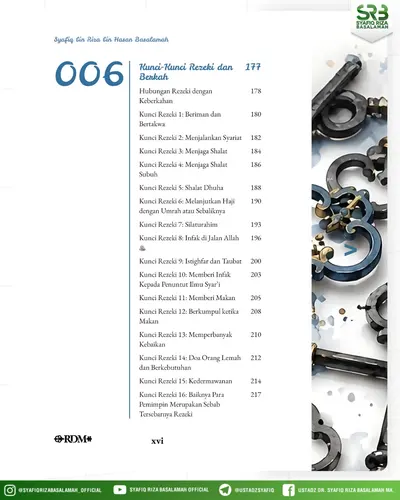 SRB
SYAFIQ RIZA
BASALAMAH
Syafiq bin Riza bin Hasan Basalamah
006
Kunci-Kunci Rezeki dan 177
Berkah
Hubungan Rezeki dengan 178
Keberkahan
Kunci Rezeki 1: Beriman dan 180
Bertakwa
Kunci Rezeki 2: Menjalankan Syariat 182
Kunci Rezeki 3: Menjaga Shalat 184
Kunci Rezeki 4: Menjaga Shalat 186
Subuh
Kunci Rezeki 5: Shalat Dhuha 188
Kunci Rezeki 6: Melanjutkan Haji 190
dengan Umrah atau Sebaliknya
Kunci Rezeki 7: Silaturahim 193
Kunci Rezeki 8: Infak di Jalan Allah 196
Kunci Rezeki 9: Istighfar dan Taubat 200
Kunci Rezeki 10: Memberi Infak 203
Kepada Penuntut Ilmu Syar'i
Kunci Rezeki 11: Memberi Makan 205
Kunci Rezeki 12: Berkumpul ketika 208
Makan
Kunci Rezeki 13: Memperbanyak 210
Kebaikan
Kunci Rezeki 14: Doa Orang Lemah 212
dan Berkebutuhan
Kunci Rezeki 15: Kedermawanan 214
Kunci Rezeki 16: Baiknya Para 217
Pemimpin Merupakan Sebab
Tersebarnya Rezeki
RDM
xvi
@SYAFIQRIZABASALAMAH_OFFICIAL
SYAFIQ RIZA BASALAMAH OFFICIAL
@USTADZSYAFIQ
USTADZ DR. SYAFIQ RIZA BASALAMAH MA.